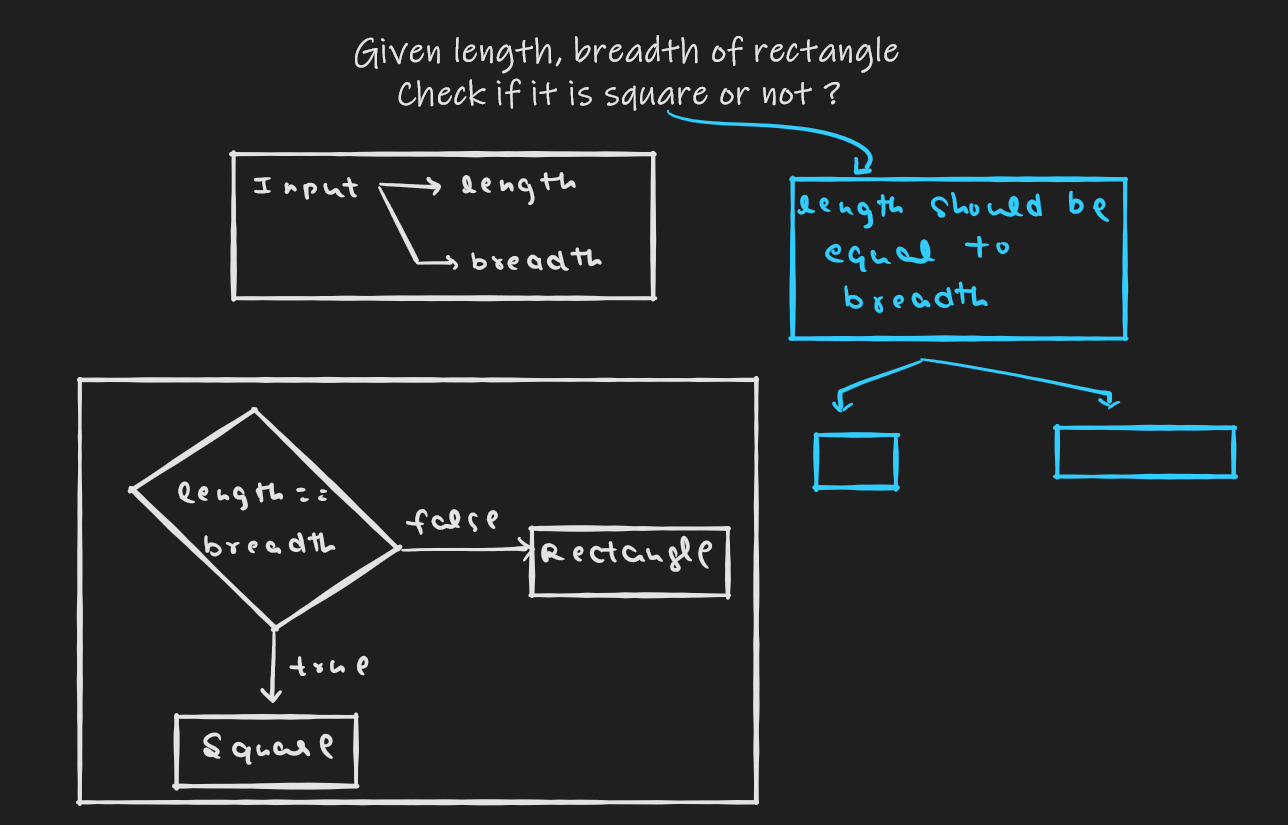 Given length, breadth of rectangle
Check if it is square or not ?
Input
length
breadth
length should be
equal to
breadth
length ==
breadth
false
Rectangle
true
Square